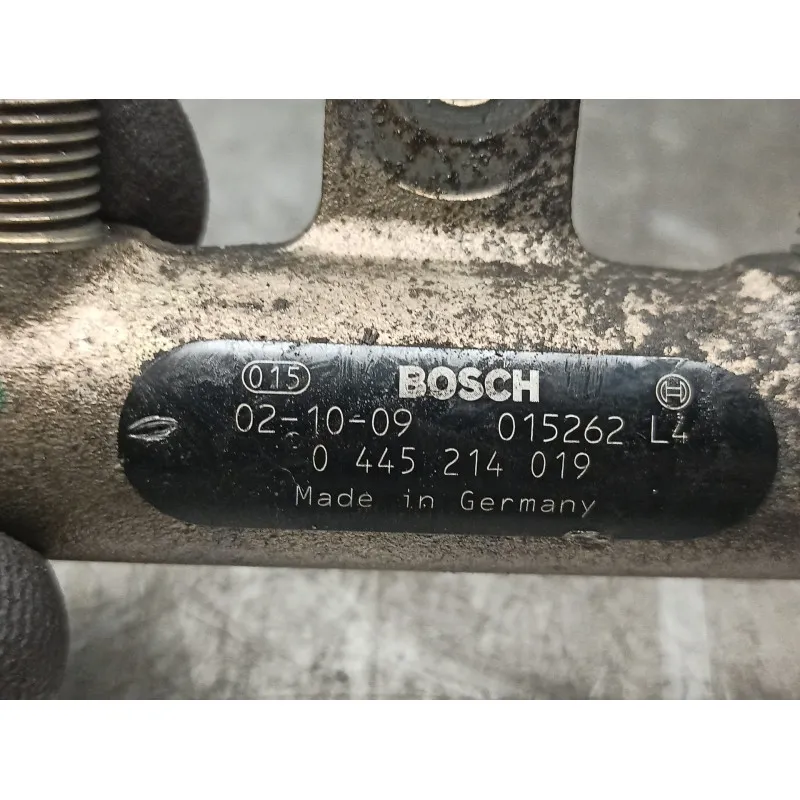 015 BOSCH
02-10-09 015262 L4
0 445 214 019
Made in Germany